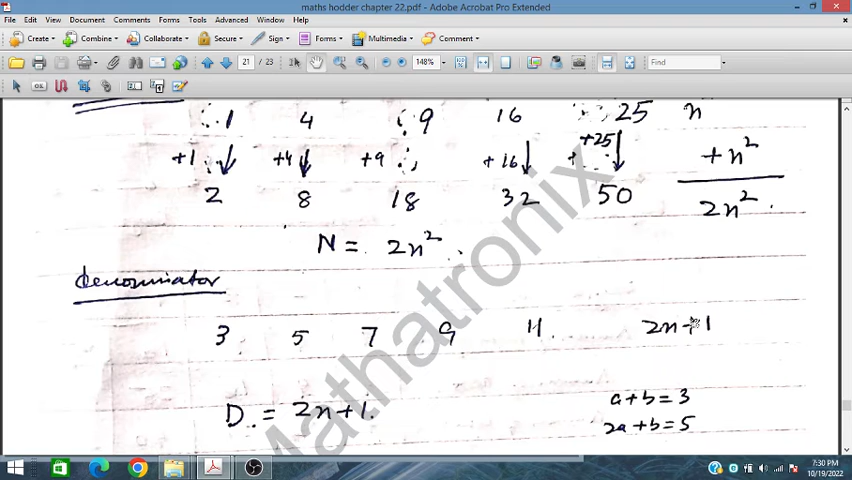 maths hodder chapter 22.pdf - Adobe Acrobat Pro Extended
File Edit View Document Comments Forms Tools Advanced Window Help
Create Combine Collaborate Secure Sign Forms Multimedia Comment
21 / 23 148% Find
1 4 9 16 25 n
+1 +4 +9 +16 +25 +n²
2 8 18 32 50 2n².
N = 2n²
denominator
3 5 7 9 11 2n+1
D. = 2n+1.
a+b=3
2a+b=5
Mathatronix
7:30 PM
10/19/2022